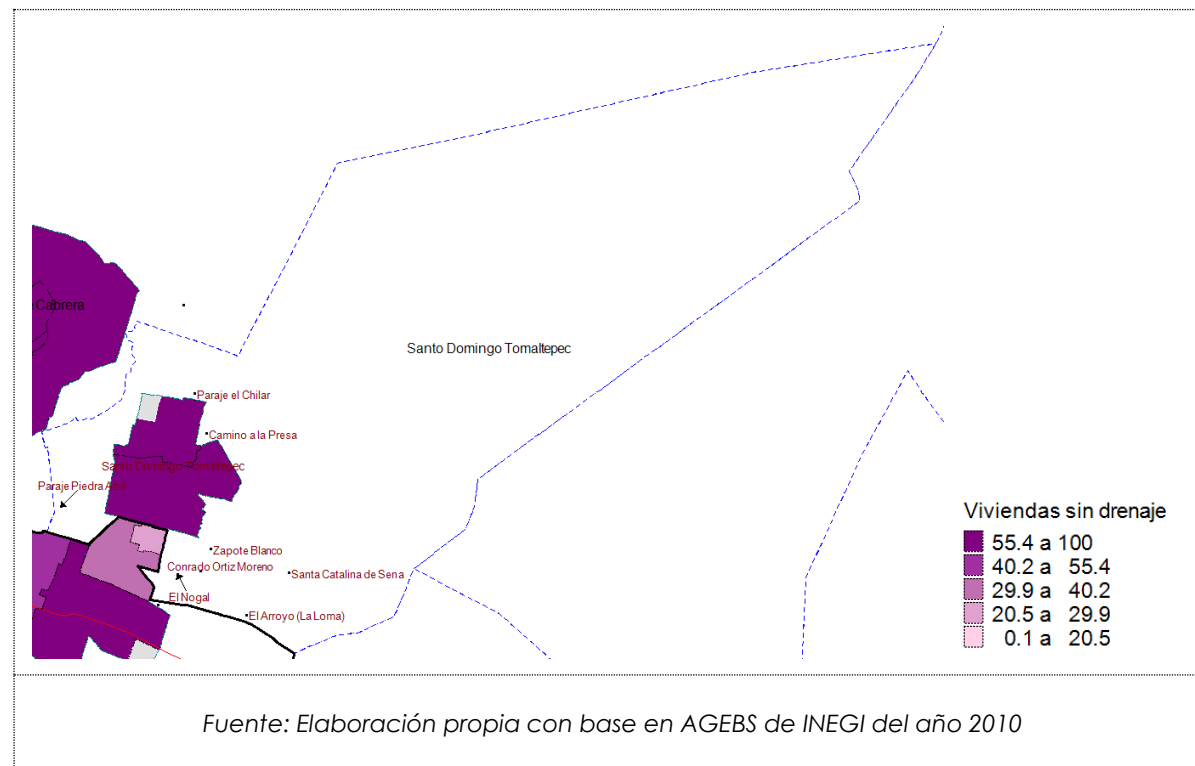 Cabrera
Santo Domingo Tomaltepec
Paraje el Chilar
Camino a la Presa
Santo Domingo Tomaltepec
Paraje Piedra
Zapote Blanco
Conrado Ortiz Moreno
Santa Catalina de Sena
El Nogal
El Arroyo (La Loma)
Viviendas sin drenaje
55.4 a 100
40.2 a 55.4
29.9 a 40.2
20.5 a 29.9
0.1 a 20.5
Fuente: Elaboración propia con base en AGEBS de INEGI del año 2010